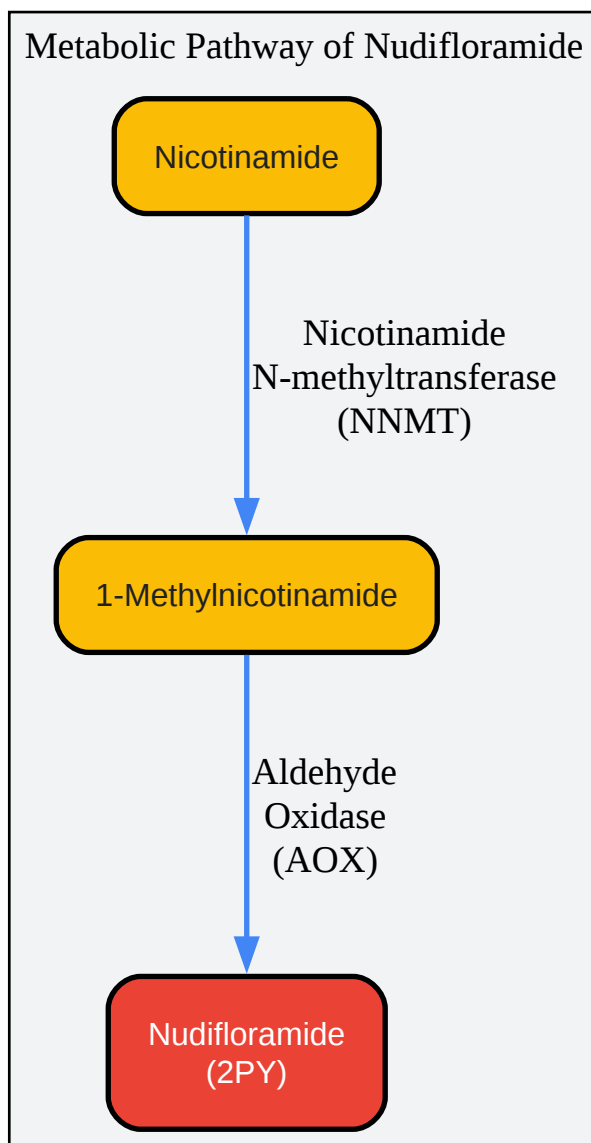 Metabolic Pathway of Nudifloramide
Nicotinamide
Nicotinamide
N-methyltransferase
(NNMT)
1-Methylnicotinamide
Aldehyde
Oxidase
(AOX)
Nudifloramide
(2PY)